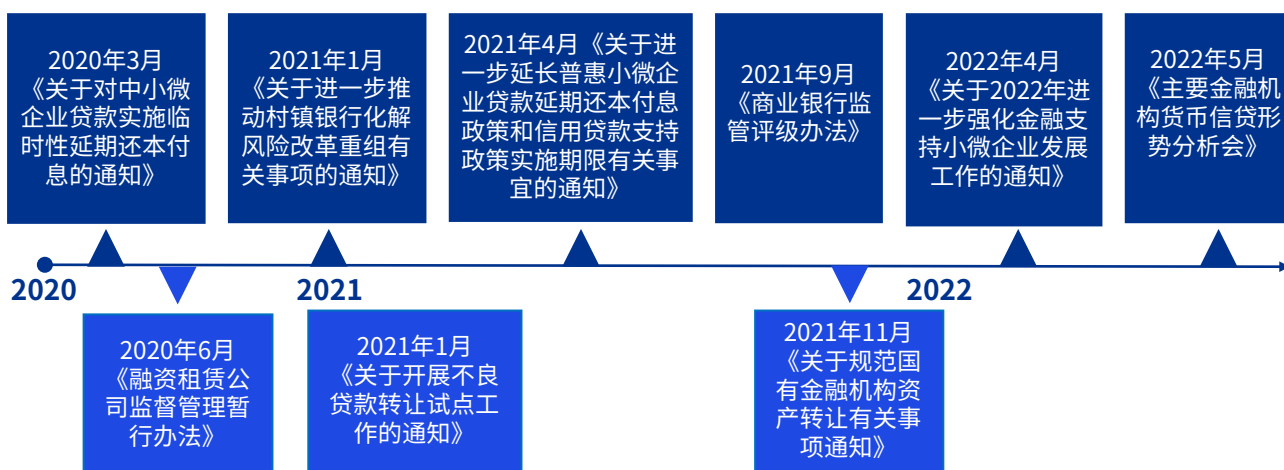 2020年3月
《关于对中小微
企业贷款实施临
时性延期还本付
息的通知》
2021年1月
《关于进一步推
动村镇银行化解
风险改革重组有
关事项的通知》
2021年4月《关于进
一步延长普惠小微企
业贷款延期还本付息
政策和信用贷款支持
政策实施期限有关事
宜的通知》
2021年9月
《商业银行监
管评级办法》
2022年4月
《关于2022年进
一步强化金融支
持小微企业发展
工作的通知》
2022年5月
《主要金融机
构货币信贷形
势分析会》
2020
2021
2022
2020年6月
《融资租赁公
司监督管理暂
行办法》
2021年1月
《关于开展不良
贷款转让试点工
作的通知》
2021年11月
《关于规范国
有金融机构资
产转让有关事
项通知》